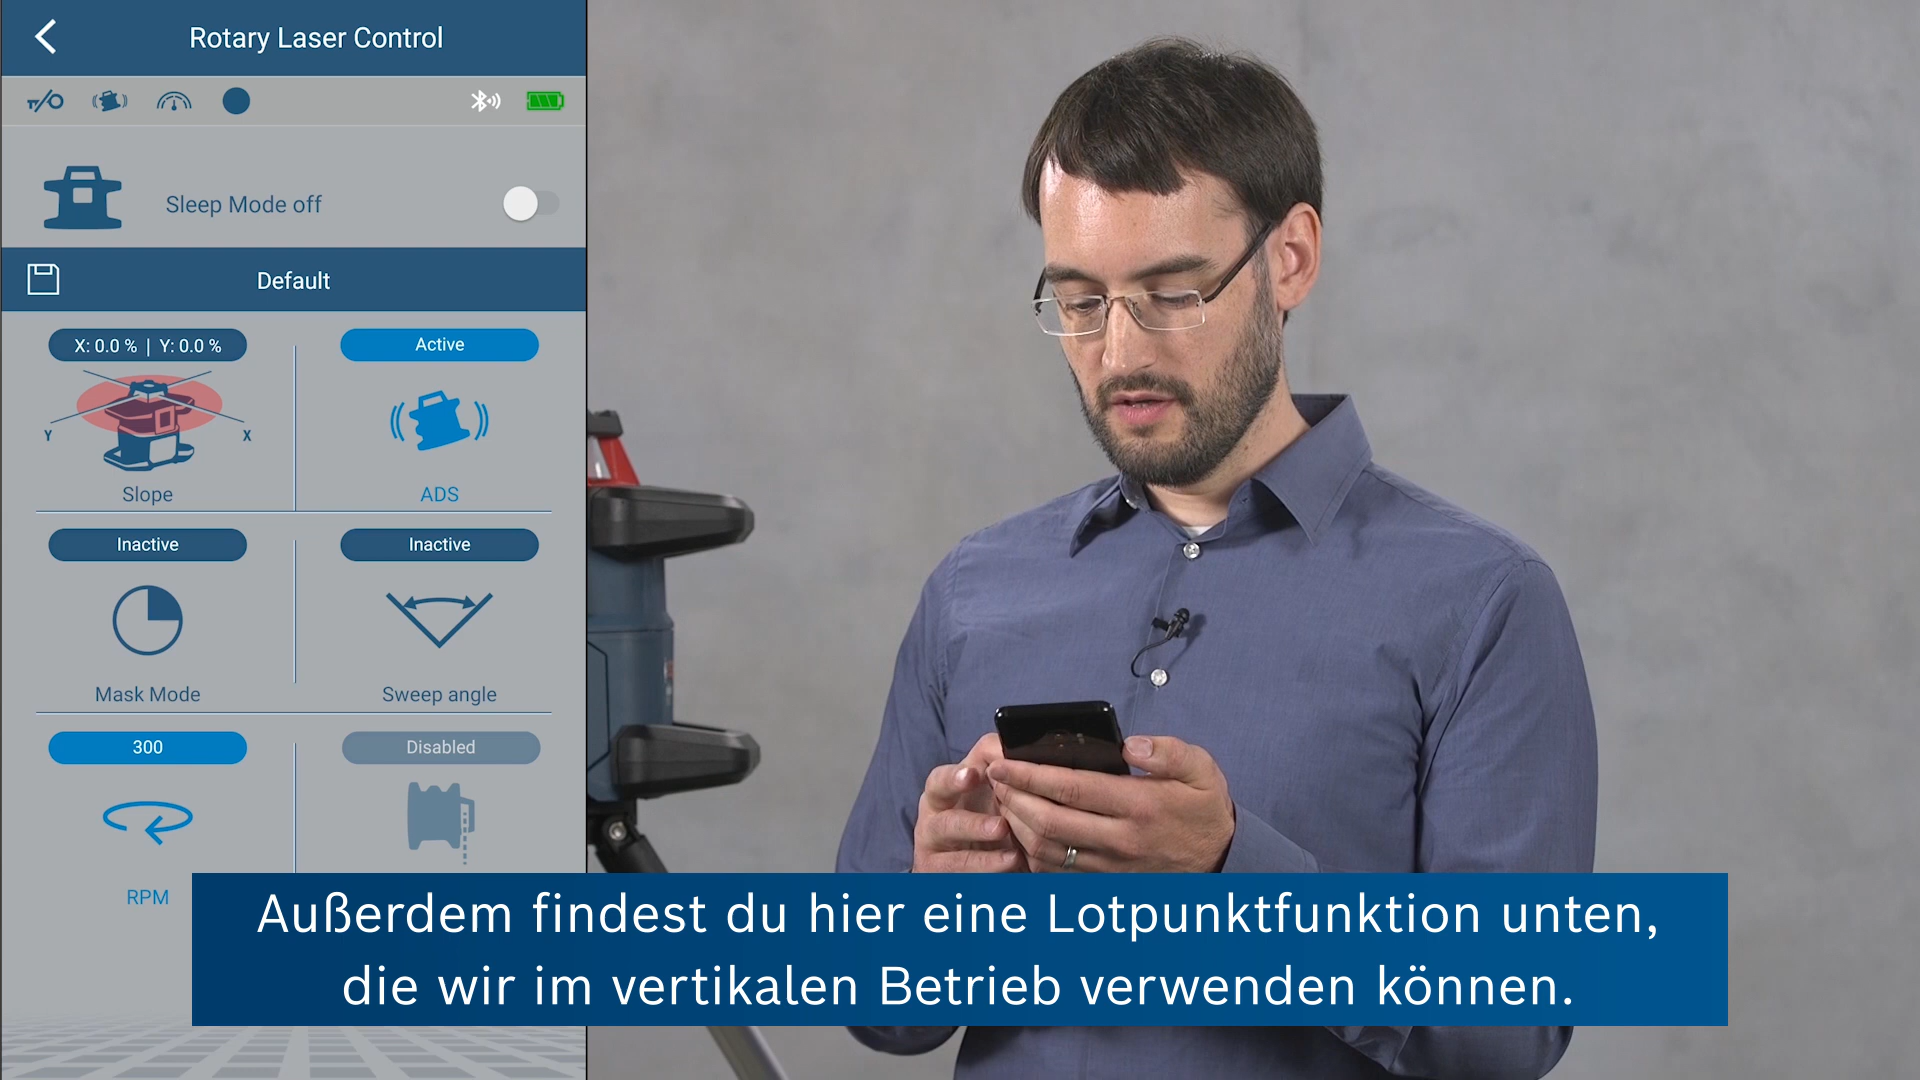 Rotary Laser Control
Sleep Mode off
Default
X: 0.0 % | Y: 0.0 %
Active
Y
X
Slope
ADS
Inactive
Inactive
Mask Mode
Sweep angle
300
Disabled
RPM
Außerdem findest du hier eine Lotpunktfunktion unten,
die wir im vertikalen Betrieb verwenden können.